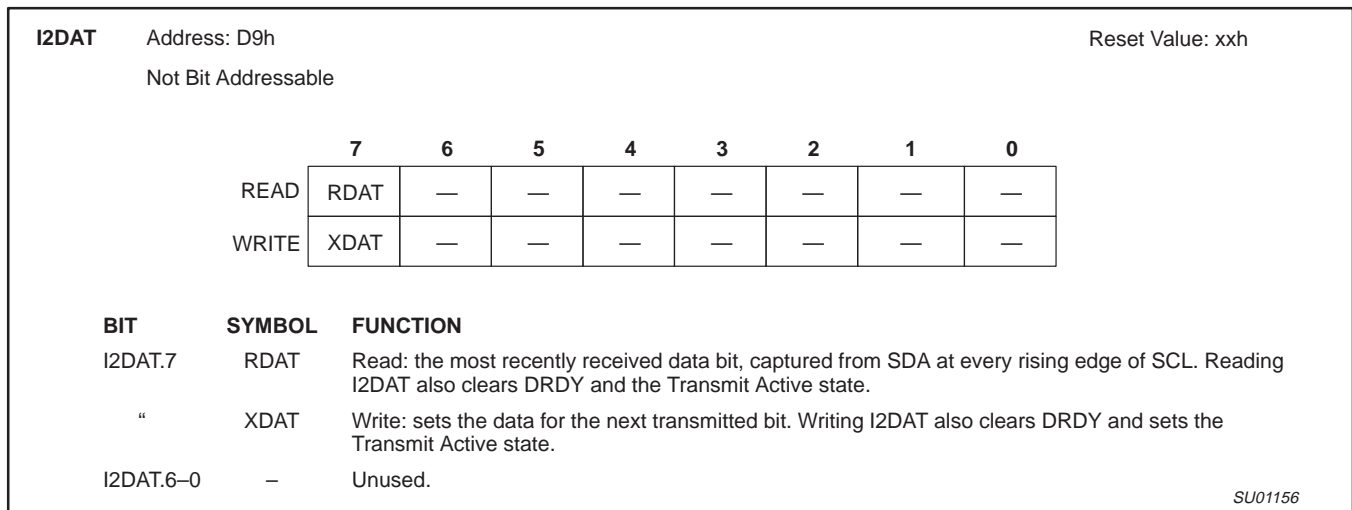 I2DAT Address: D9h Reset Value: xxh
Not Bit Addressable
7 6 5 4 3 2 1 0
READ RDAT — — — — — — —
WRITE XDAT — — — — — — —
BIT SYMBOL FUNCTION
I2DAT.7 RDAT Read: the most recently received data bit, captured from SDA at every rising edge of SCL. Reading
I2DAT also clears DRDY and the Transmit Active state.
“ XDAT Write: sets the data for the next transmitted bit. Writing I2DAT also clears DRDY and sets the
Transmit Active state.
I2DAT.6–0 – Unused.
SU01156